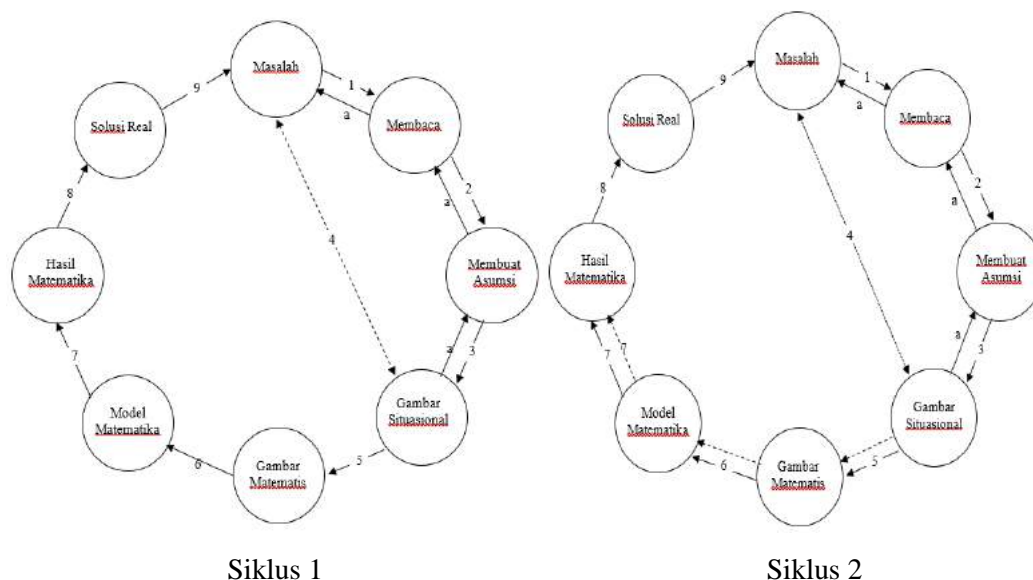 Masalah
1
a
Membaca
2
a
Membuat
Asumsi
a
3
Gambar
Situasional
4
5
Gambar
Matematis
6
Model
Matematika
7
Hasil
Matematika
8
Solusi Real
9
Siklus 1
Masalah
1
a
Membaca
2
a
Membuat
Asumsi
a
3
Gambar
Situasional
4
5
Gambar
Matematis
6
Model
Matematika
7
7
Hasil
Matematika
8
Solusi Real
9
Siklus 2